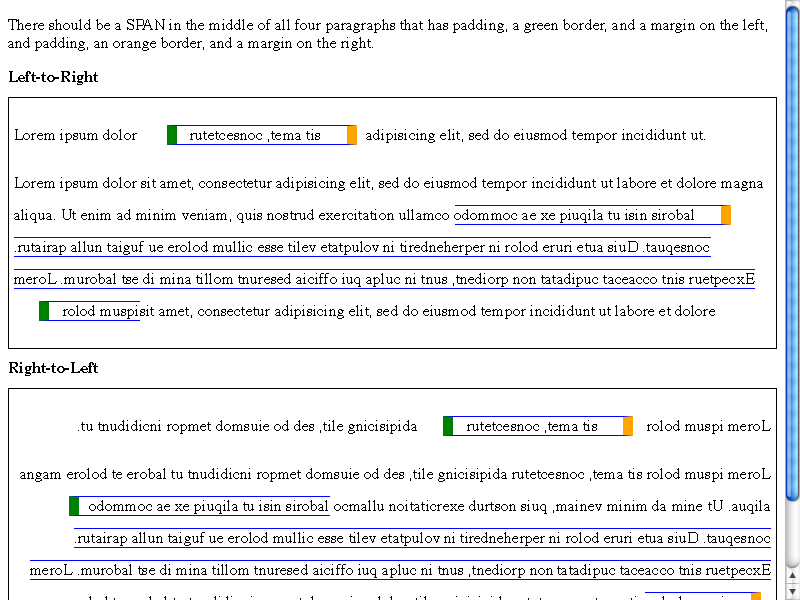 There should be a SPAN in the middle of all four paragraphs that has padding, a green border, and a margin on the left,
and padding, an orange border, and a margin on the right.
Left-to-Right
Lorem ipsum dolor rutetcesnoc ,tema tis adipisicing elit, sed do eiusmod tempor incididunt ut.
Lorem ipsum dolor sit amet, consectetur adipisicing elit, sed do eiusmod tempor incididunt ut labore et dolore magna
aliqua. Ut enim ad minim veniam, quis nostrud exercitation ullamco odommoc ae xe piuqila tu isin sirobal
.rutairap allun taiguf ue erolod mullic esse tilev etatpulov ni tiredneherper ni rolod eruri etua siuD .tauqesnoc
meroL .murobal tse di mina tillom tnuresed aiciffo iuq apluc ni tnus ,tnediorp non tatadipuc taceacco tnis ruetpecxE
rolod muspisit amet, consectetur adipisicing elit, sed do eiusmod tempor incididunt ut labore et dolore
Right-to-Left
.tu tnudidicni ropmet domsuie od des ,tile gnicisipida rutetcesnoc ,tema tis rolod muspi meroL
angam erolod te erobal tu tnudidicni ropmet domsuie od des ,tile gnicisipida rutetcesnoc ,tema tis rolod muspi meroL
odommoc ae xe piuqila tu isin sirobal ocmallu noitaticrexe durtson siuq ,mainev minim da mine tU .auqila
.rutairap allun taiguf ue erolod mullic esse tilev etatpulov ni tiredneherper ni rolod eruri etua siuD .tauqesnoc
meroL .murobal tse di mina tillom tnuresed aiciffo iuq apluc ni tnus ,tnediorp non tatadipuc taceacco tnis ruetpecxE